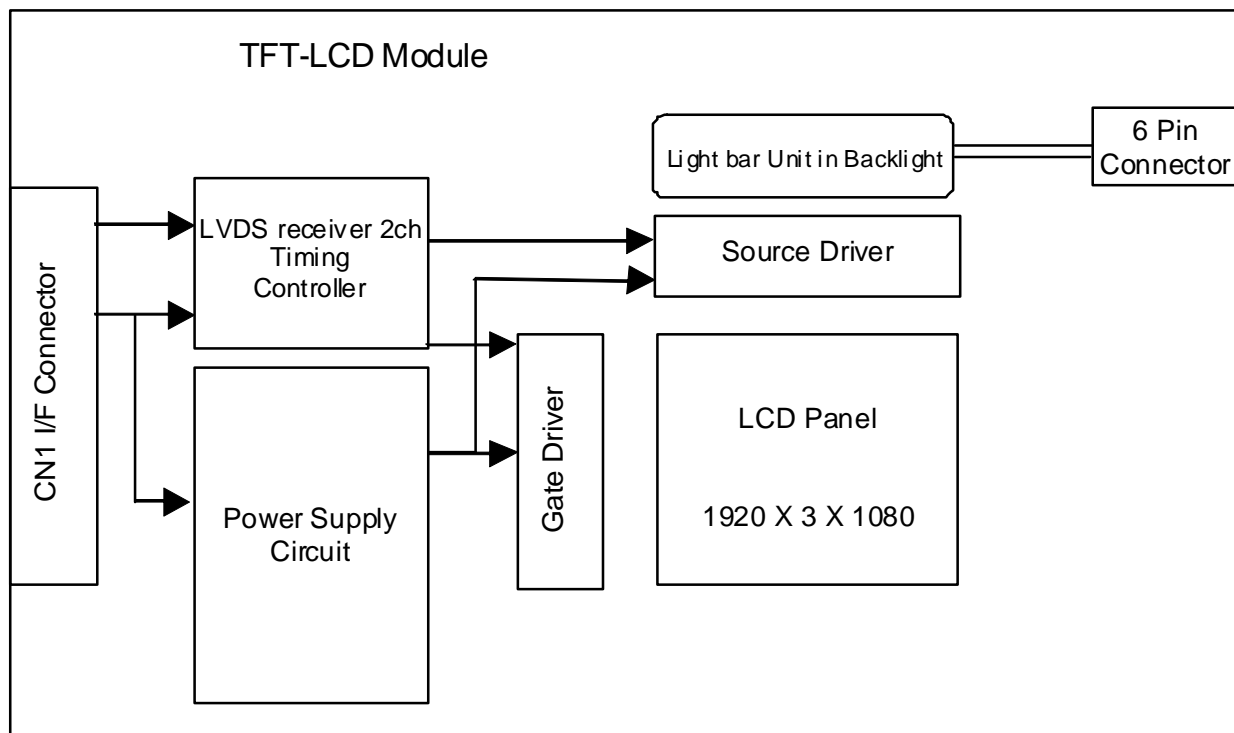 TFT-LCD Module
6 Pin
Connector
Light bar Unit in Backlight
LVDS receiver 2ch
Timing
Controller
Source Driver
CN1 I/F Connector
Power Supply
Circuit
Gate Driver
LCD Panel
1920 X 3 X 1080